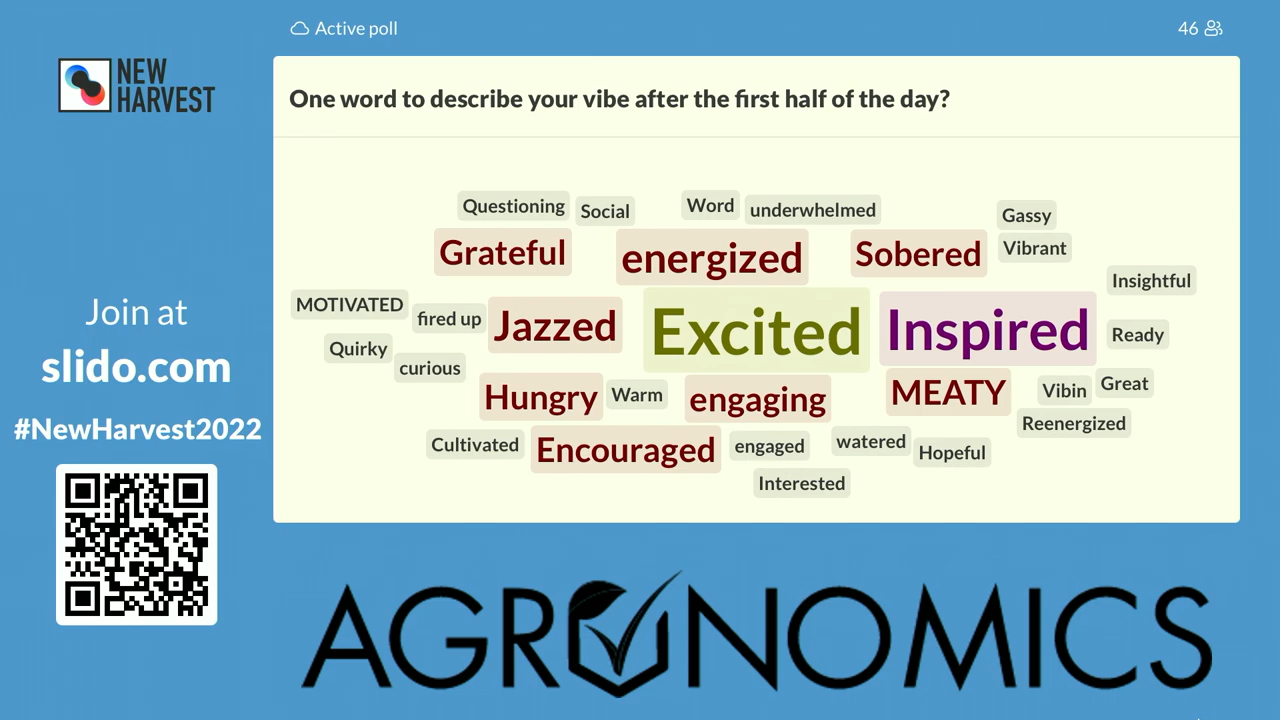 Active poll
46
NEW
HARVEST
One word to describe your vibe after the first half of the day?
Questioning Social Word underwhelmed Gassy
Grateful energized Sobered Vibrant
Insightful
MOTIVATED fired up Jazzed Excited Inspired Ready
Quirky curious
Hungry Warm engaging MEATY Vibin Great
Reenergized
Cultivated Encouraged engaged watered Hopeful
Interested
Join at
slido.com
#NewHarvest2022
AGRONOMICS